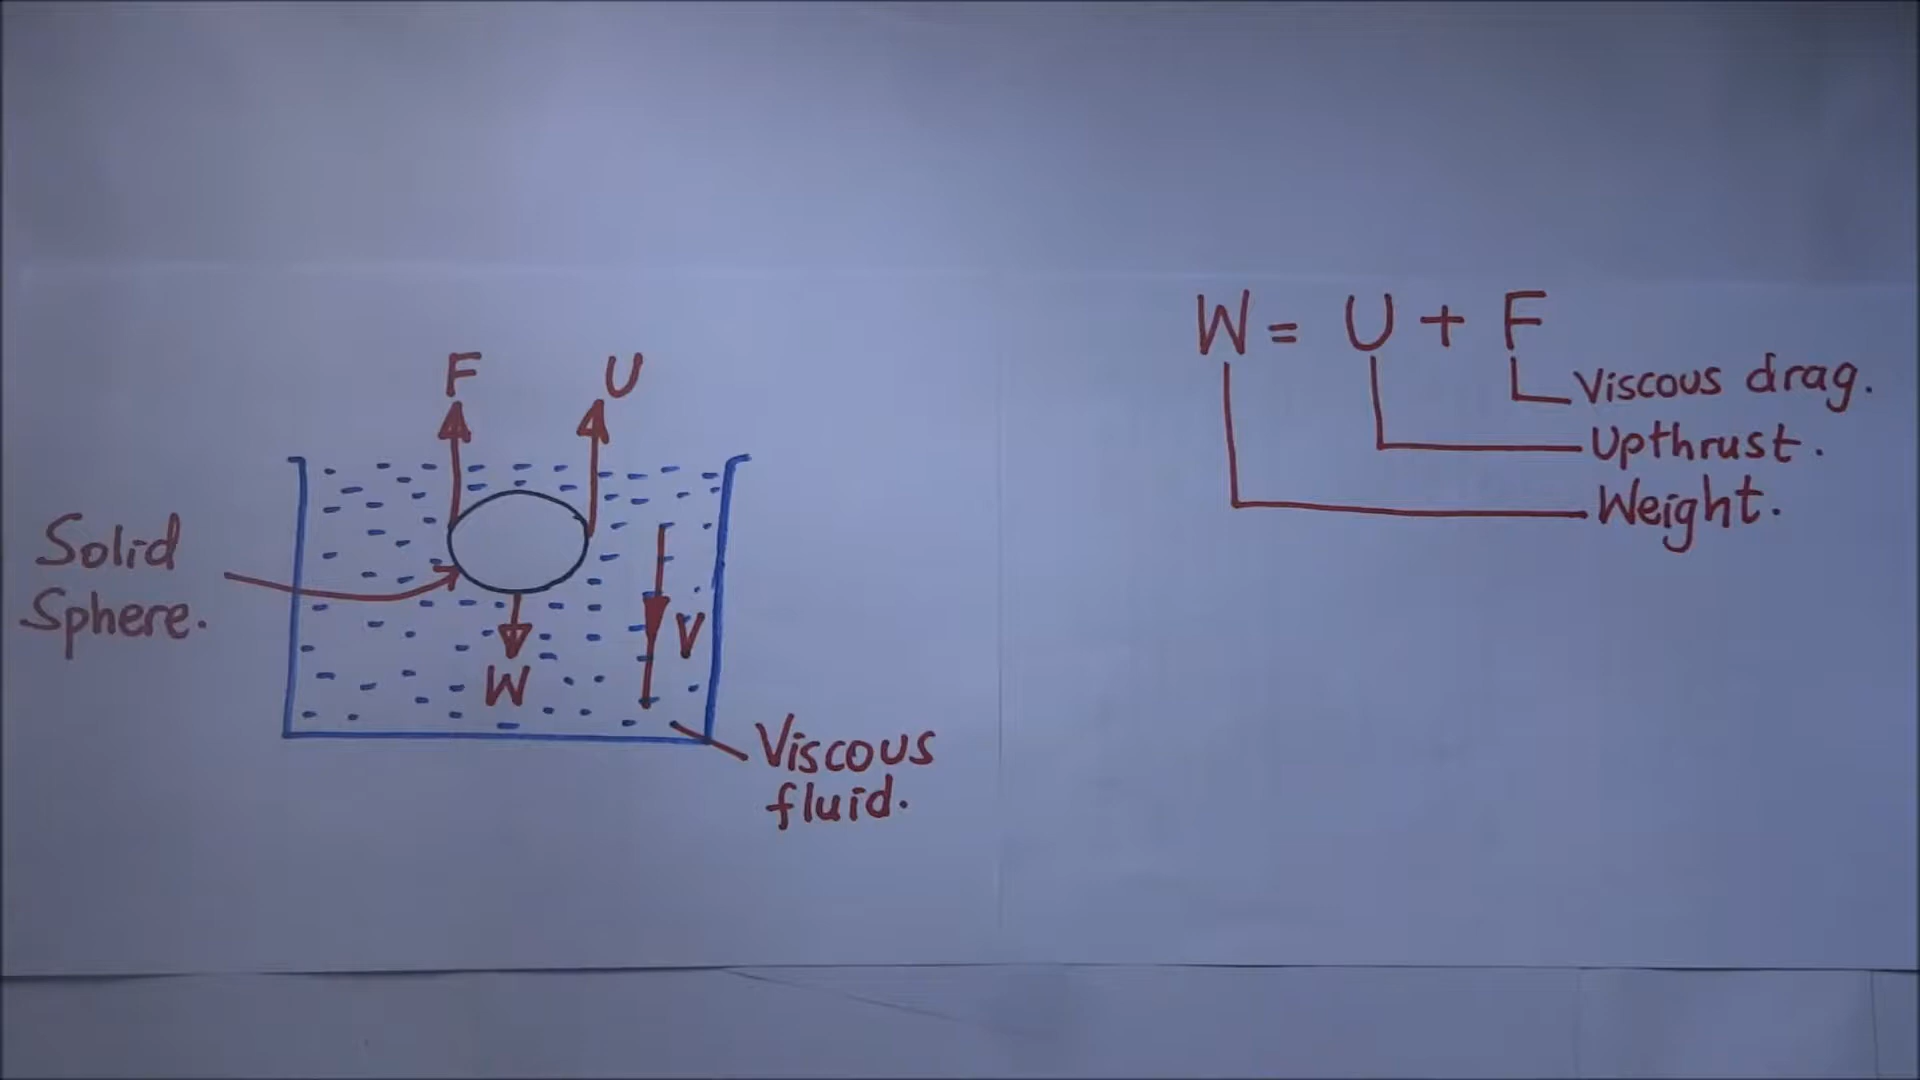 F
U
Solid
Sphere.
W
V
Viscous
fluid.
W = U + F
Viscous drag.
Upthrust.
Weight.